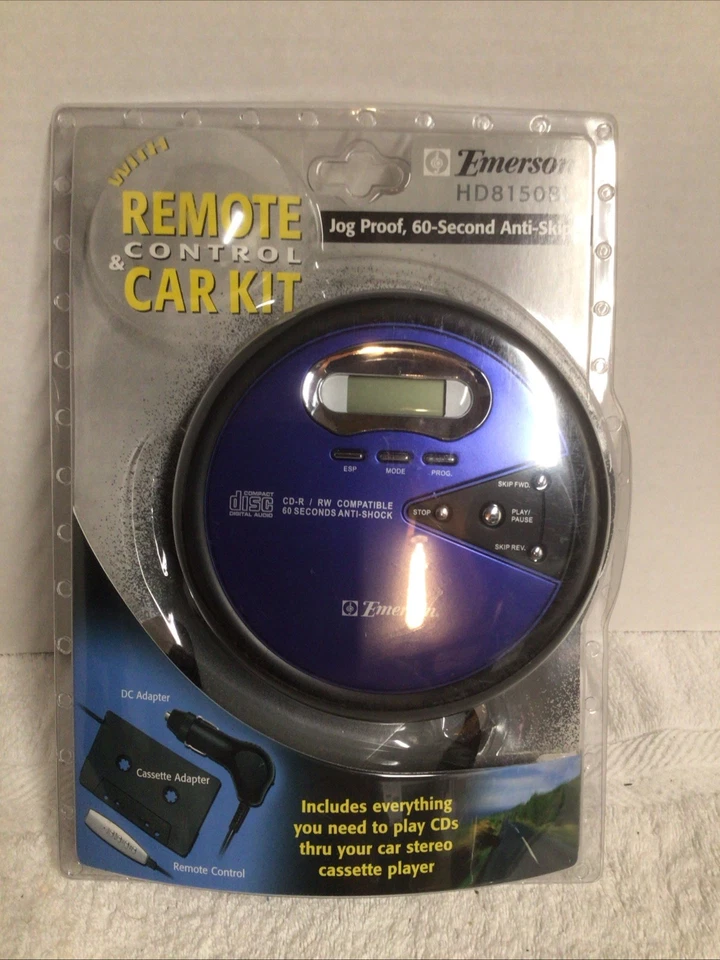 WITH
REMOTE
CONTROL
& CAR KIT
Emerson
HD8150B
Jog Proof, 60-Second Anti-Skip
ESP
MODE
PROG.
COMPACT
disc
DIGITAL AUDIO
CD-R / RW COMPATIBLE
60 SECONDS ANTI-SHOCK
SKIP FWD.
STOP
PLAY/
PAUSE
SKIP REV.
Emerson.
DC Adapter
Cassette Adapter
Remote Control
Includes everything
you need to play CDs
thru your car stereo
cassette player